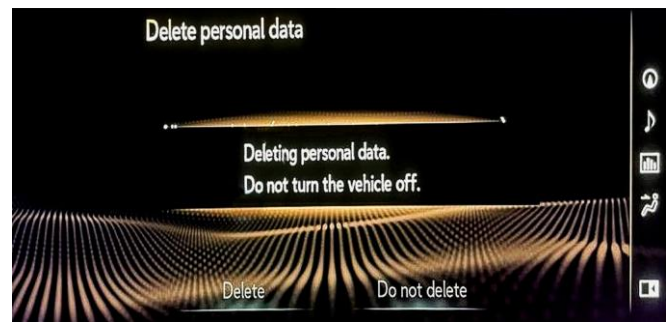 Delete personal data
Deleting personal data.
Do not turn the vehicle off.
Delete
Do not delete